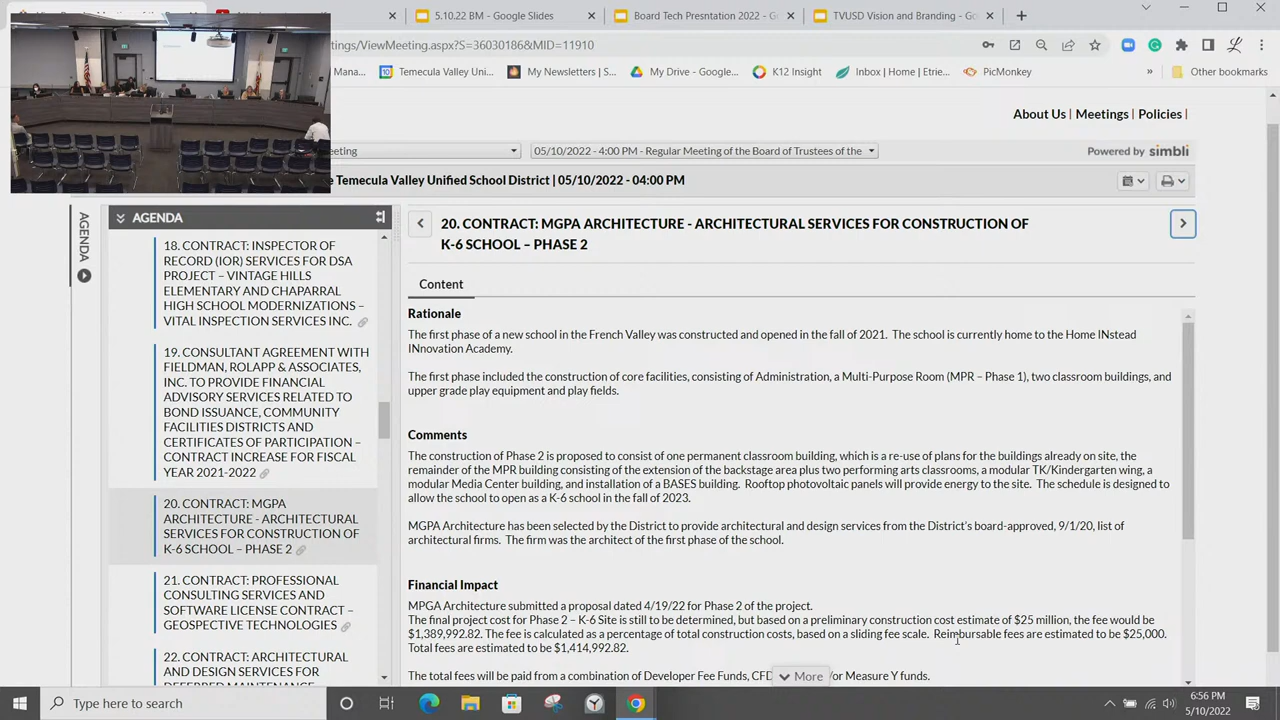 5-10-22 BM - Google Slides
Board Tech Presntation 2022 - G
TVUSD Vision and Branding - Go
tings/ViewMeeting.aspx?S=36030186&MID=11910
Mana...
Temecula Valley Uni...
My Newsletters | S...
My Drive - Google...
K12 Insight
Inbox | Home | Etrie...
PicMonkey
»
Other bookmarks
About Us | Meetings | Policies |
eeting
05/10/2022 - 4:00 PM - Regular Meeting of the Board of Trustees of the
Powered by simbli
e Temecula Valley Unified School District | 05/10/2022 - 04:00 PM
AGENDA
AGENDA
18. CONTRACT: INSPECTOR OF
RECORD (IOR) SERVICES FOR DSA
PROJECT – VINTAGE HILLS
ELEMENTARY AND CHAPARRAL
HIGH SCHOOL MODERNIZATIONS –
VITAL INSPECTION SERVICES INC.
19. CONSULTANT AGREEMENT WITH
FIELDMAN, ROLAPP & ASSOCIATES,
INC. TO PROVIDE FINANCIAL
ADVISORY SERVICES RELATED TO
BOND ISSUANCE, COMMUNITY
FACILITIES DISTRICTS AND
CERTIFICATES OF PARTICIPATION –
CONTRACT INCREASE FOR FISCAL
YEAR 2021-2022
20. CONTRACT: MGPA
ARCHITECTURE - ARCHITECTURAL
SERVICES FOR CONSTRUCTION OF
K-6 SCHOOL – PHASE 2
21. CONTRACT: PROFESSIONAL
CONSULTING SERVICES AND
SOFTWARE LICENSE CONTRACT –
GEOSPECTIVE TECHNOLOGIES
22. CONTRACT: ARCHITECTURAL
AND DESIGN SERVICES FOR
DEFERRED MAINTENANCE
20. CONTRACT: MGPA ARCHITECTURE - ARCHITECTURAL SERVICES FOR CONSTRUCTION OF
K-6 SCHOOL – PHASE 2
Content
Rationale
The first phase of a new school in the French Valley was constructed and opened in the fall of 2021. The school is currently home to the Home INstead
INnovation Academy.
The first phase included the construction of core facilities, consisting of Administration, a Multi-Purpose Room (MPR – Phase 1), two classroom buildings, and
upper grade play equipment and play fields.
Comments
The construction of Phase 2 is proposed to consist of one permanent classroom building, which is a re-use of plans for the buildings already on site, the
remainder of the MPR building consisting of the extension of the backstage area plus two performing arts classrooms, a modular TK/Kindergarten wing, a
modular Media Center building, and installation of a BASES building. Rooftop photovoltaic panels will provide energy to the site. The schedule is designed to
allow the school to open as a K-6 school in the fall of 2023.
MGPA Architecture has been selected by the District to provide architectural and design services from the District's board-approved, 9/1/20, list of
architectural firms. The firm was the architect of the first phase of the school.
Financial Impact
MPGA Architecture submitted a proposal dated 4/19/22 for Phase 2 of the project.
The final project cost for Phase 2 – K-6 Site is still to be determined, but based on a preliminary construction cost estimate of $25 million, the fee would be
$1,389,992.82. The fee is calculated as a percentage of total construction costs, based on a sliding fee scale. Reimbursable fees are estimated to be $25,000.
Total fees are estimated to be $1,414,992.82.
The total fees will be paid from a combination of Developer Fee Funds, CFD /or Measure Y funds.
More
Type here to search
6:56 PM
5/10/2022